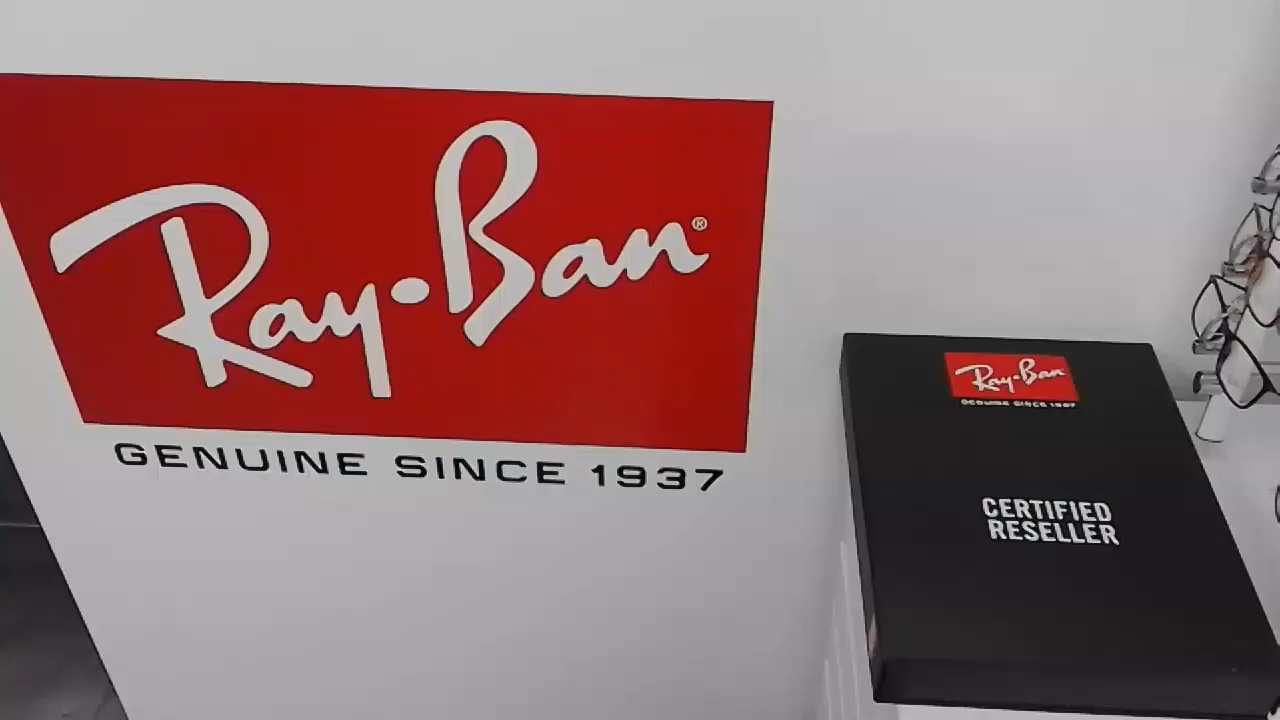 Ray-Ban®
GENUINE SINCE 1937
Ray-Ban
GENUINE SINCE 1937
CERTIFIED
RESELLER